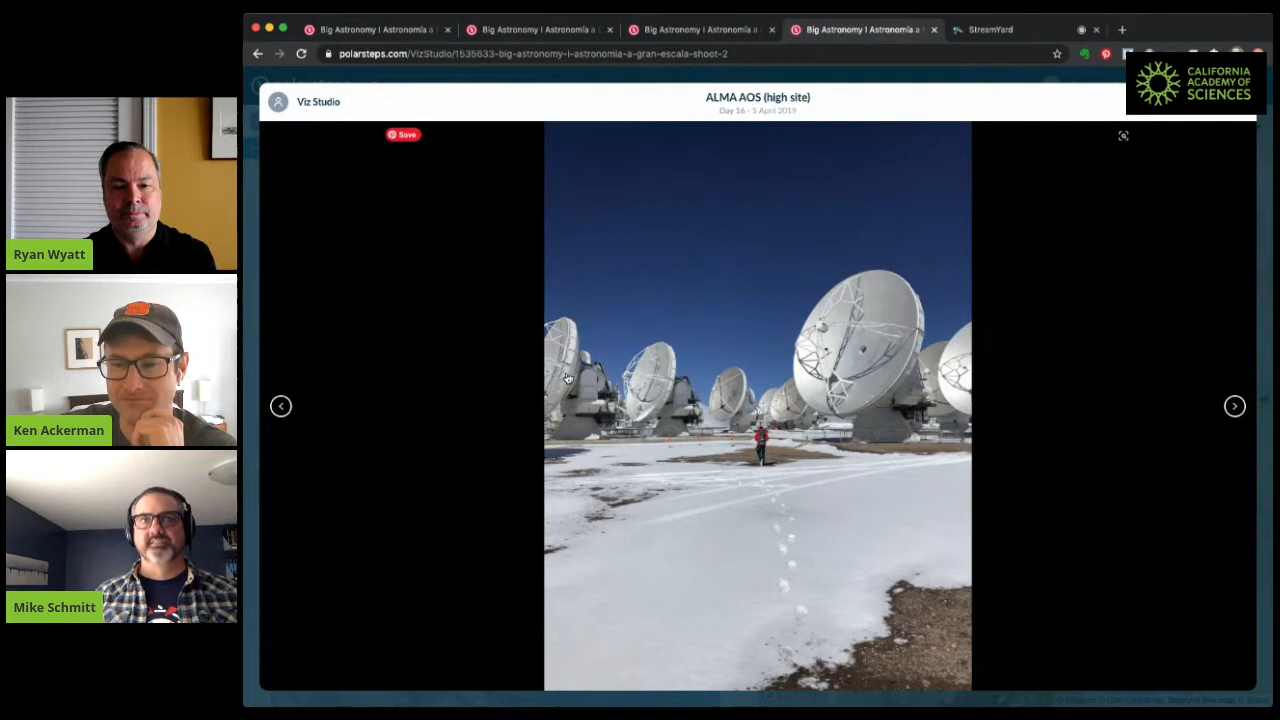 Big Astronomy | Astronomía a
Big Astronomy | Astronomía a
Big Astronomy | Astronomía a
Big Astronomy | Astronomía a
StreamYard
polarsteps.com/VizStudio/1535633-big-astronomy-i-astronomia-a-gran-escala-shoot-2
CALIFORNIA
ACADEMY OF
SCIENCES
Viz Studio
ALMA AOS (high site)
Day 16 - 5 April 2019
Save
Ryan Wyatt
Ken Ackerman
Mike Schmitt